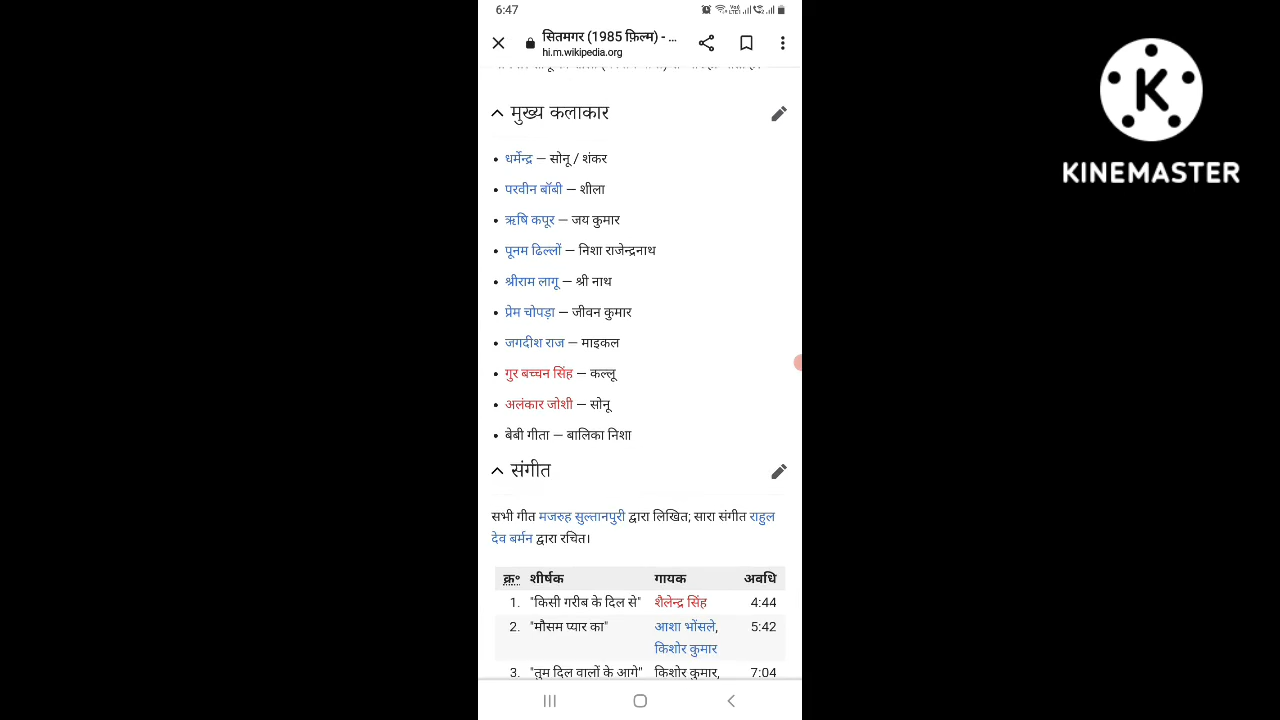 6:47
सितमगर (1985 फ़िल्म) - ...
hi.m.wikipedia.org
K
KINEMASTER
मुख्य कलाकार
• धर्मेन्द्र — सोनू / शंकर
• परवीन बॉबी — शीला
• ऋषि कपूर — जय कुमार
• पूनम ढिल्लों — निशा राजेन्द्रनाथ
• श्रीराम लागू — श्री नाथ
• प्रेम चोपड़ा — जीवन कुमार
• जगदीश राज — माइकल
• गुर बच्चन सिंह — कल्लू
• अलंकार जोशी — सोनू
• बेबी गीता — बालिका निशा
संगीत
सभी गीत मजरुह सुल्तानपुरी द्वारा लिखित; सारा संगीत राहुल
देव बर्मन द्वारा रचित।
क्र॰ शीर्षक गायक अवधि
1. "किसी गरीब के दिल से" शैलेन्द्र सिंह 4:44
2. "मौसम प्यार का" आशा भोंसले, 5:42
किशोर कुमार
3. "तुम दिल वालों के आगे" किशोर कुमार, 7:04